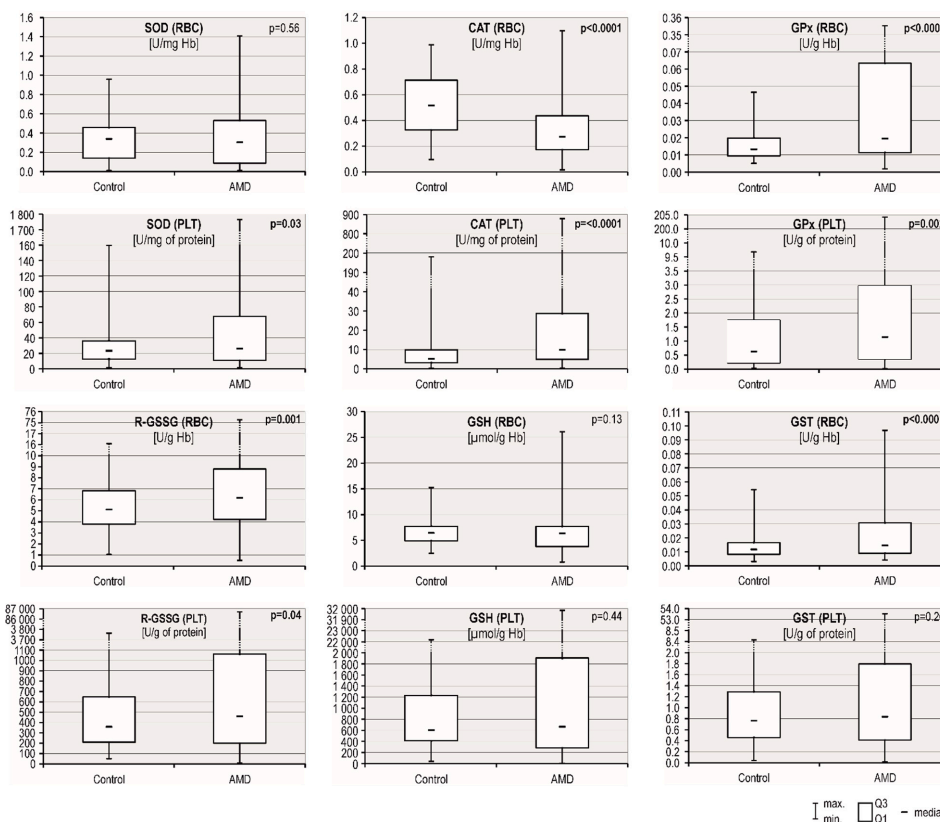 SOD (RBC)
[U/mg Hb]
p=0.56
1.6
1.4
1.2
1.0
0.8
0.6
0.4
0.2
0.0
Control AMD
CAT (RBC)
[U/mg Hb]
p<0.0001
1.2
1.0
0.8
0.6
0.4
0.2
0.0
Control AMD
GPx (RBC)
[U/g Hb]
p<0.000
0.36
0.35
0.07
0.06
0.05
0.04
0.03
0.02
0.01
0.00
Control AMD
SOD (PLT)
[U/mg of protein]
p=0.03
1 800
1 700
160
140
120
100
80
60
40
20
0
Control AMD
CAT (PLT)
[U/mg of protein]
p=<0.0001
900
800
200
190
40
30
20
10
0
Control AMD
GPx (PLT)
[U/g of protein]
p=0.00
205.0
200.0
10.0
9.5
3.5
3.0
2.5
2.0
1.5
1.0
0.5
0.0
Control AMD
R-GSSG (RBC)
[U/g Hb]
p=0.001
76
75
17
16
10
9
8
7
6
5
4
3
2
1
0
Control AMD
GSH (RBC)
[µmol/g Hb]
p=0.13
30
25
20
15
10
5
0
Control AMD
GST (RBC)
[U/g Hb]
p<0.000
0.11
0.10
0.09
0.08
0.07
0.06
0.05
0.04
0.03
0.02
0.01
0.00
Control AMD
R-GSSG (PLT)
[U/g of protein]
p=0.04
87 000
86 000
3 800
3 700
1100
1000
900
800
700
600
500
400
300
200
100
0
Control AMD
GSH (PLT)
[µmol/g Hb]
p=0.44
32 000
31 000
23 000
22 000
2 000
1 800
1 600
1 400
1 200
1 000
800
600
400
200
0
Control AMD
GST (PLT)
[U/g of protein]
p=0.2
54.0
53.0
8.5
8.4
2.0
1.8
1.6
1.4
1.2
1.0
0.8
0.6
0.4
0.2
0.0
Control AMD
max. Q3 media
min. Q1